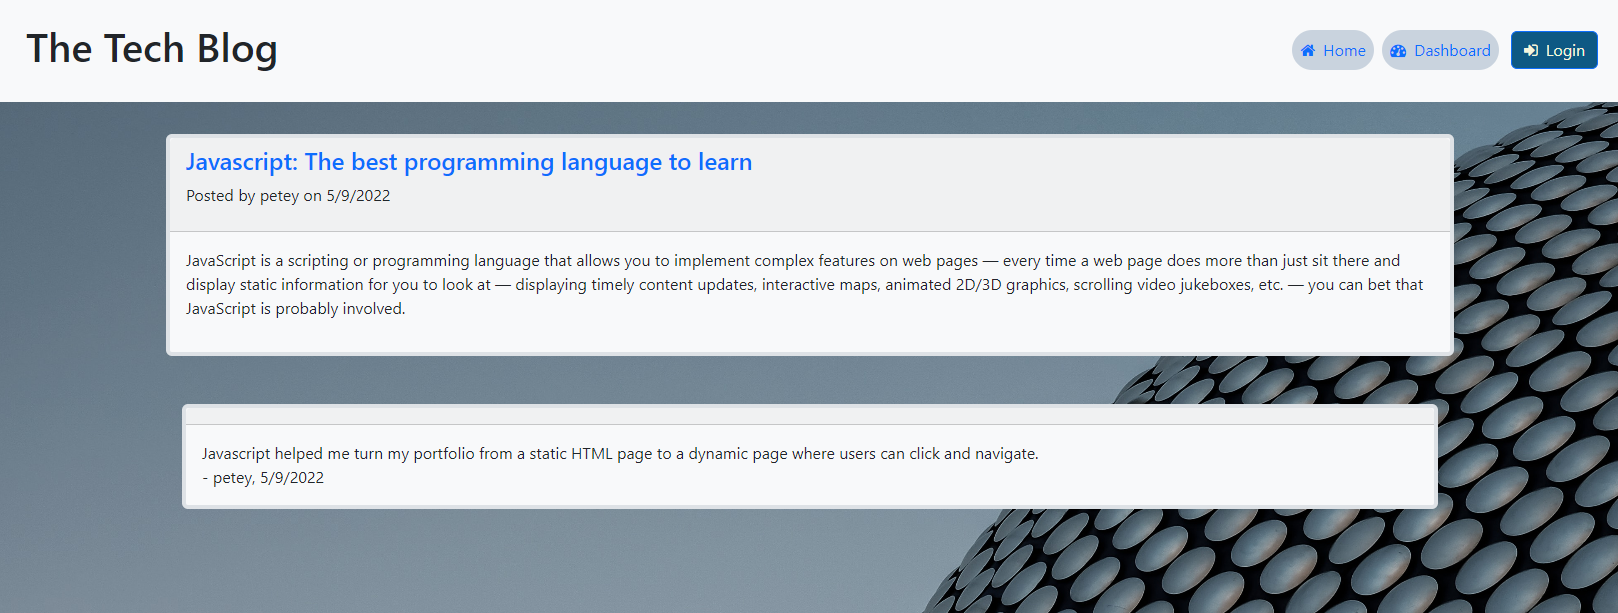 The Tech Blog
Home
Dashboard
Login
Javascript: The best programming language to learn
Posted by petey on 5/9/2022
JavaScript is a scripting or programming language that allows you to implement complex features on web pages — every time a web page does more than just sit there and
display static information for you to look at — displaying timely content updates, interactive maps, animated 2D/3D graphics, scrolling video jukeboxes, etc. — you can bet that
JavaScript is probably involved.
Javascript helped me turn my portfolio from a static HTML page to a dynamic page where users can click and navigate.
- petey, 5/9/2022